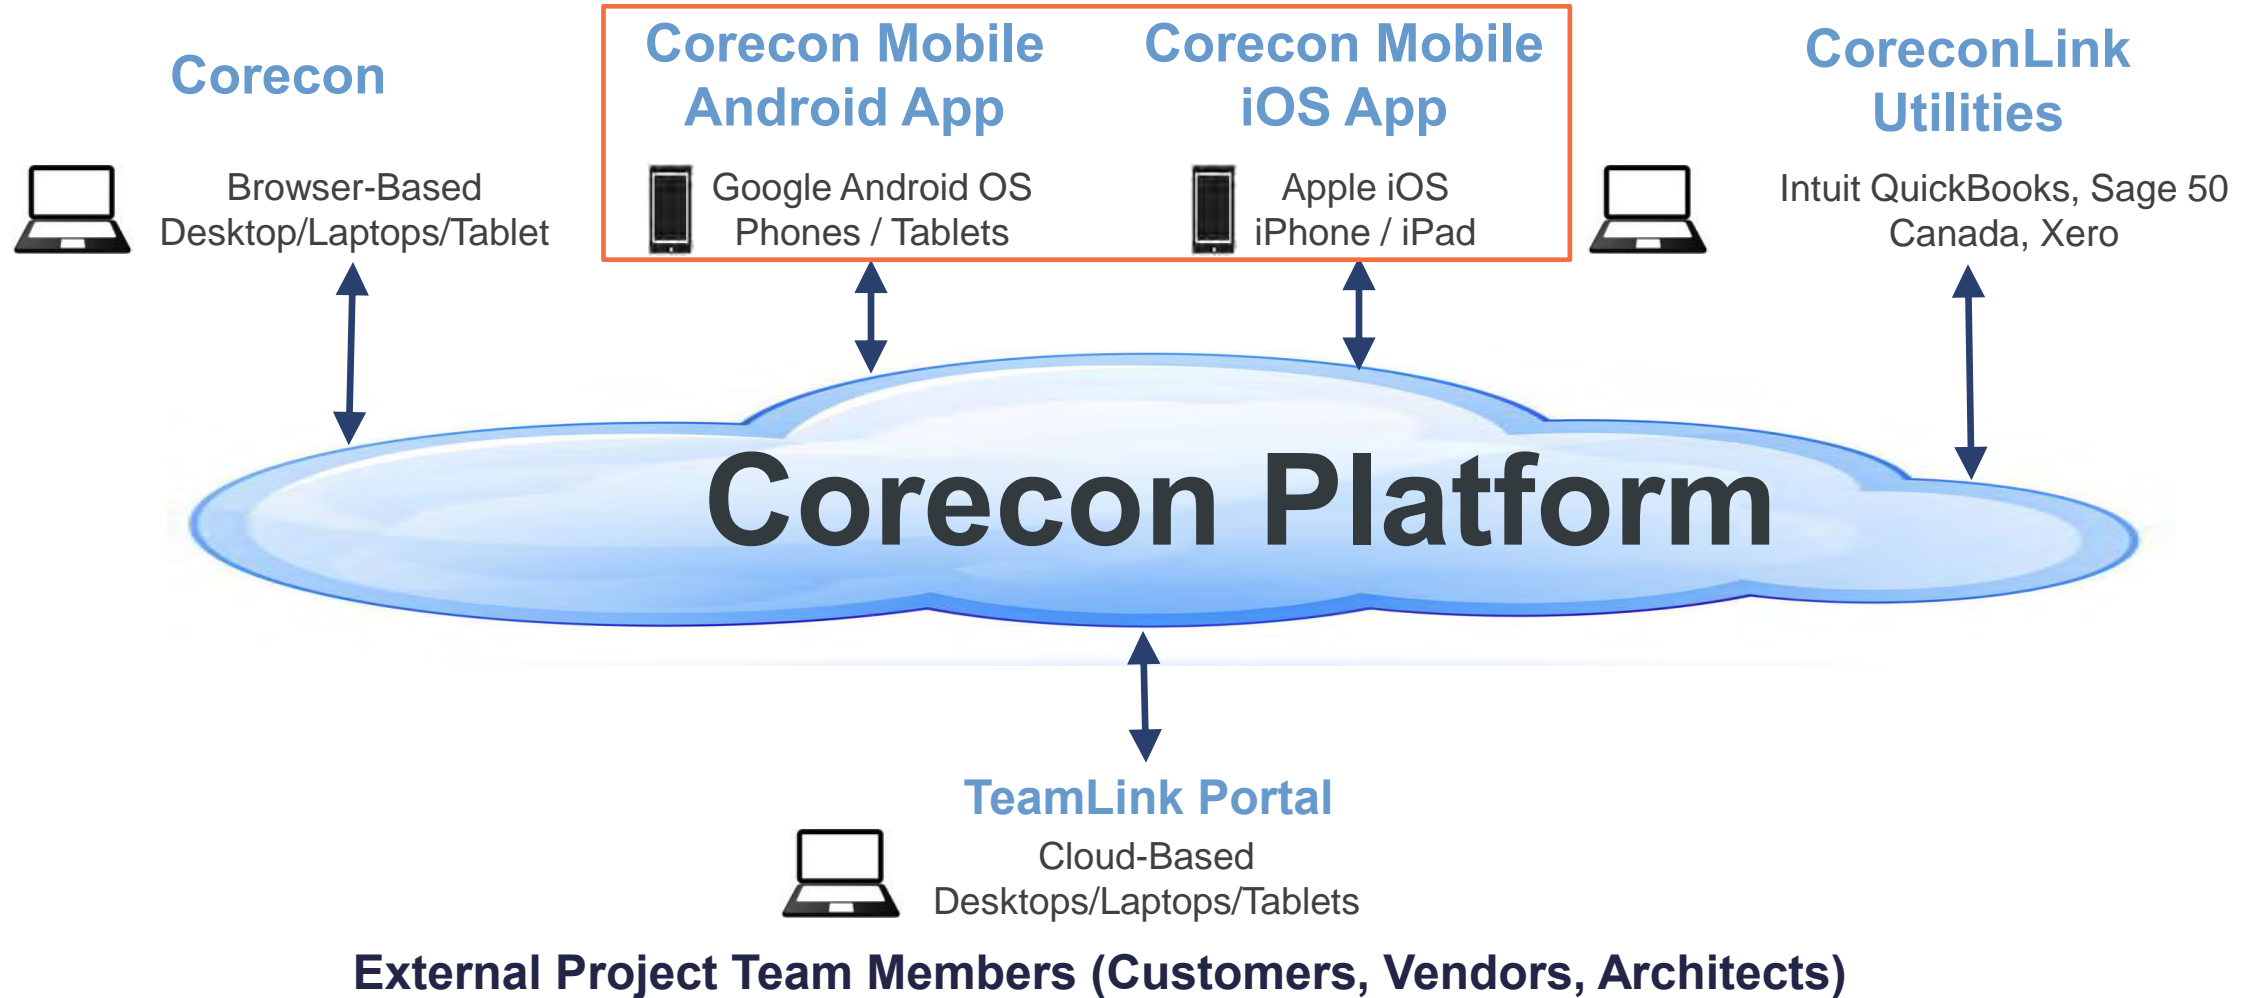 Corecon
Browser-Based
Desktop/Laptops/Tablet
Corecon Mobile
Android App
Google Android OS
Phones / Tablets
Corecon Mobile
iOS App
Apple iOS
iPhone / iPad
CoreconLink
Utilities
Intuit QuickBooks, Sage 50
Canada, Xero
Corecon Platform
TeamLink Portal
Cloud-Based
Desktops/Laptops/Tablets
External Project Team Members (Customers, Vendors, Architects)